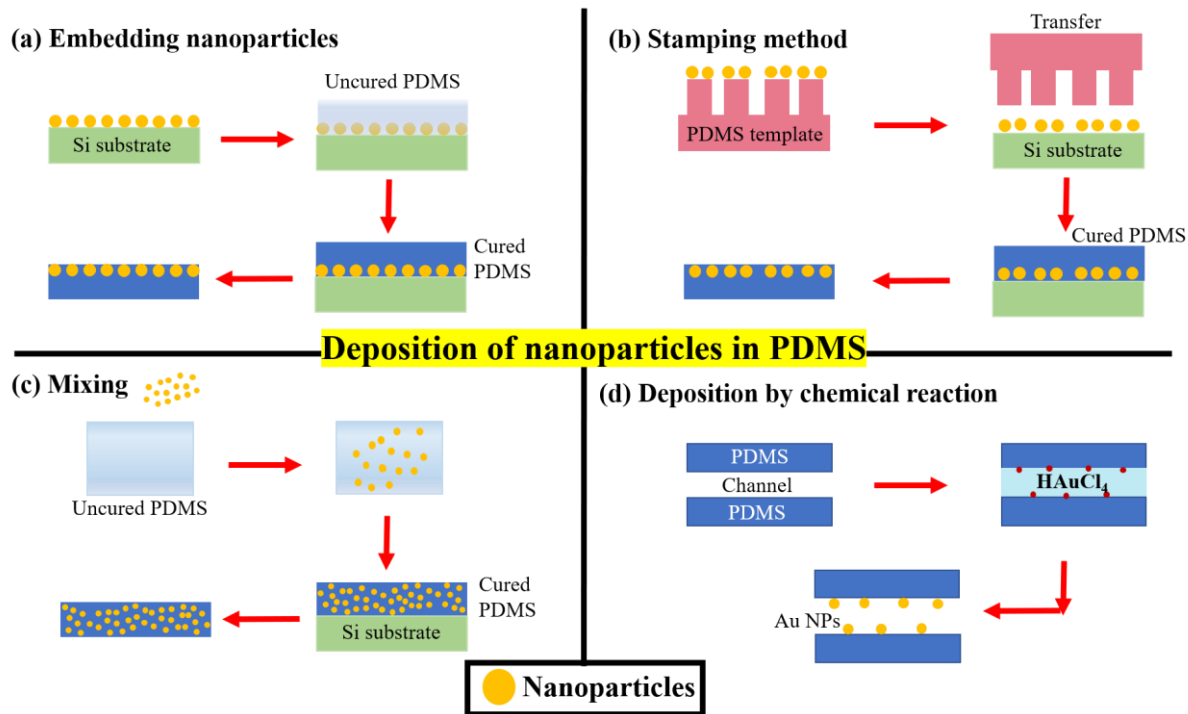 (a) Embedding nanoparticles
Uncured PDMS
Si substrate
Cured
PDMS
(b) Stamping method
Transfer
PDMS template
Si substrate
Cured PDMS
Deposition of nanoparticles in PDMS
(c) Mixing
Uncured PDMS
Cured
PDMS
Si substrate
(d) Deposition by chemical reaction
PDMS
Channel
PDMS
HAuCl₄
Au NPs
Nanoparticles